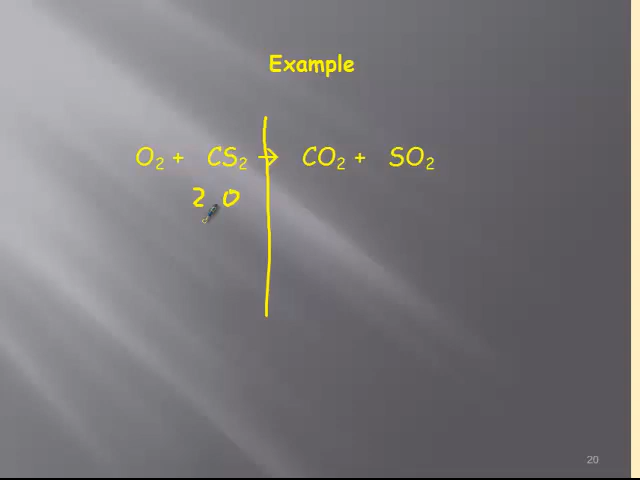 Example
O₂ + CS₂ → CO₂ + SO₂
2 O
20